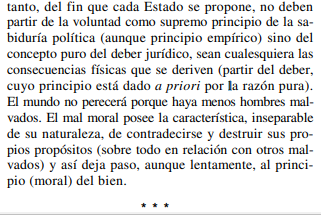 tanto, del fin que cada Estado se propone, no deben
partir de la voluntad como supremo principio de la sa-
biduría política (aunque principio empírico) sino del
concepto puro del deber jurídico, sean cualesquiera las
consecuencias físicas que se deriven (partir del deber,
cuyo principio está dado a priori por la razón pura).
El mundo no perecerá porque haya menos hombres mal-
vados. El mal moral posee la característica, inseparable
de su naturaleza, de contradecirse y destruir sus pro-
pios propósitos (sobre todo en relación con otros mal-
vados) y así deja paso, aunque lentamente, al princi-
pio (moral) del bien.
* * *